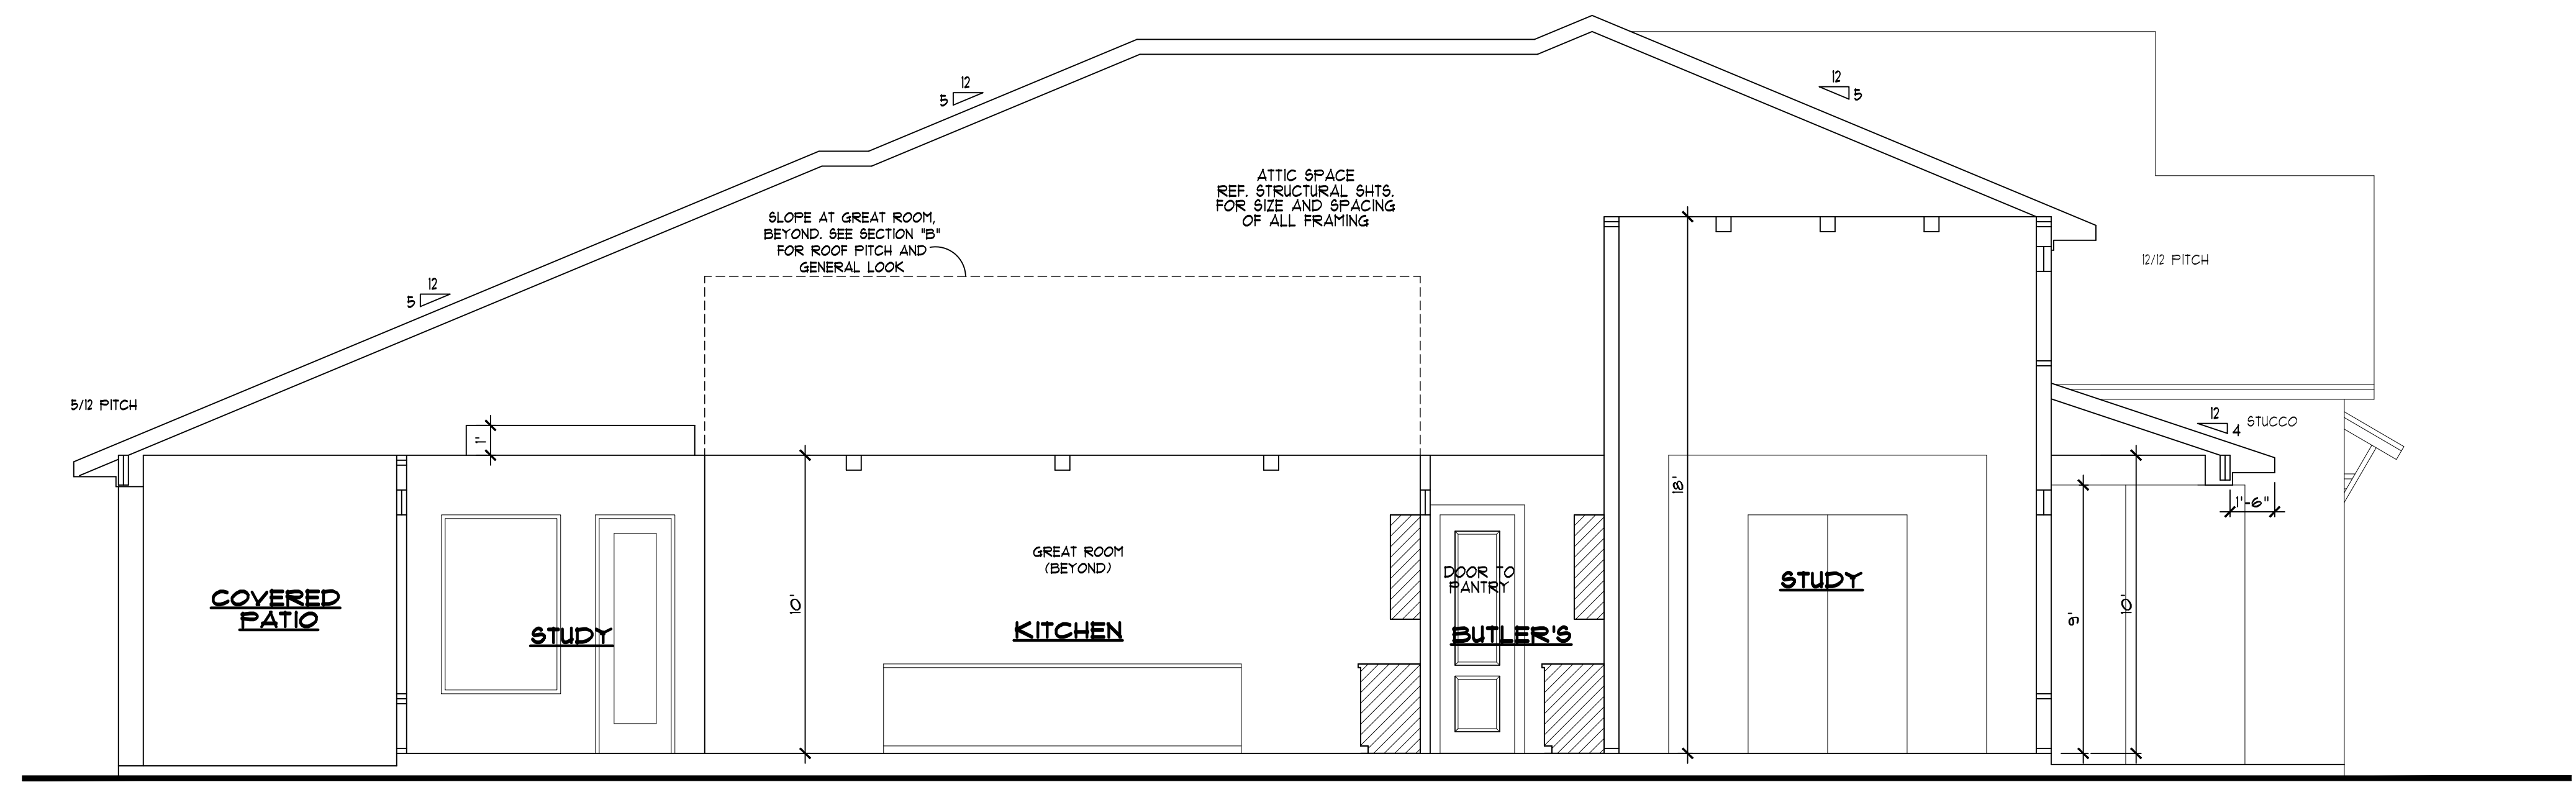 12
5
12
5
ATTIC SPACE
REF. STRUCTURAL SHTS.
FOR SIZE AND SPACING
OF ALL FRAMING
SLOPE AT GREAT ROOM,
BEYOND. SEE SECTION "B"
FOR ROOF PITCH AND
GENERAL LOOK
12/12 PITCH
12
5
5/12 PITCH
12
4
STUCCO
1'
18'
1'-6"
GREAT ROOM
(BEYOND)
DOOR TO
PANTRY
STUDY
COVERED
PATIO
10'
9'
10'
STUDY
KITCHEN
BUTLER'S